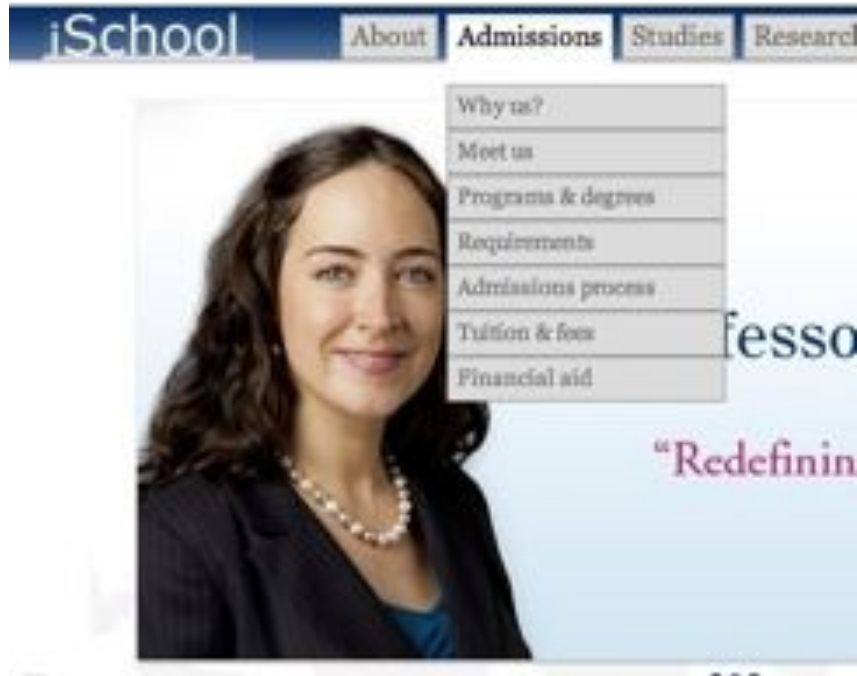 iSchool About Admissions Studies Research
Why us?
Meet us
Programs & degrees
Requirements
Admissions process
Tuition & fees
fesso
Financial aid
“Redefinin